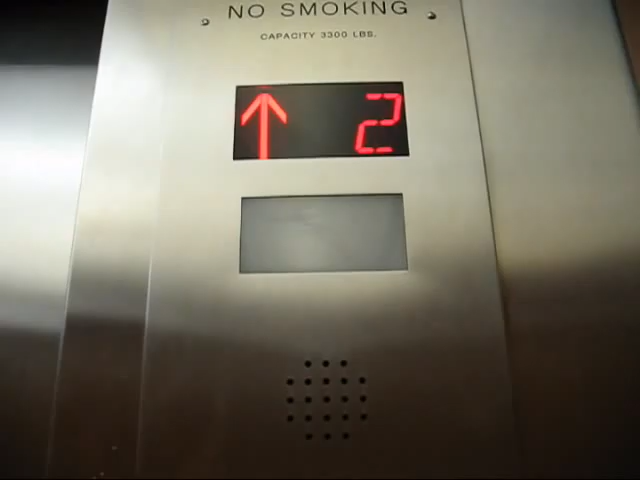 NO SMOKING
CAPACITY 3300 LBS.
↑ 2